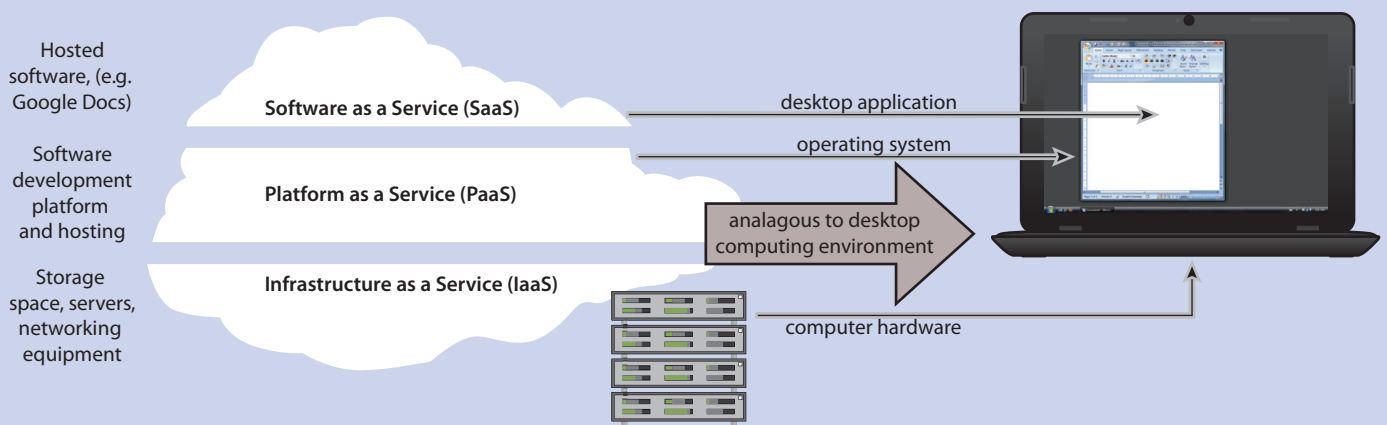 Hosted
software, (e.g.
Google Docs)
Software as a Service (SaaS)
desktop application
Software
development
platform
and hosting
Platform as a Service (PaaS)
operating system
analagous to desktop
computing environment
Storage
space, servers,
networking
equipment
Infrastructure as a Service (IaaS)
computer hardware